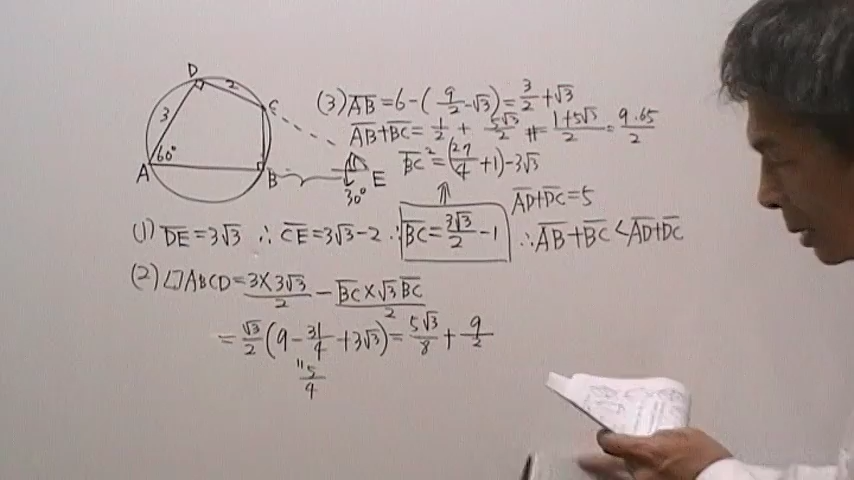 D
2
3
C
60°
A
B
E
30°
(3) AB = 6 - (9/2 - √3) = 3/2 + √3
AB + BC = 1/2 + 5√3/2 # = (1+5√3)/2 = 9.65/2
BC² = (27/4 + 1) - 3√3
⇑
AD + DC = 5
(1) DE = 3√3 ∴ CE = 3√3 - 2 ∴ BC = 3√3/2 - 1
∴ AB + BC < AD + DC
(2) □ABCD = (3 × 3√3)/2 - (BC × √3 BC)/2
= √3/2 (9 - 31/4 + 3√3) = 5√3/8 + 9/2
" 5/4